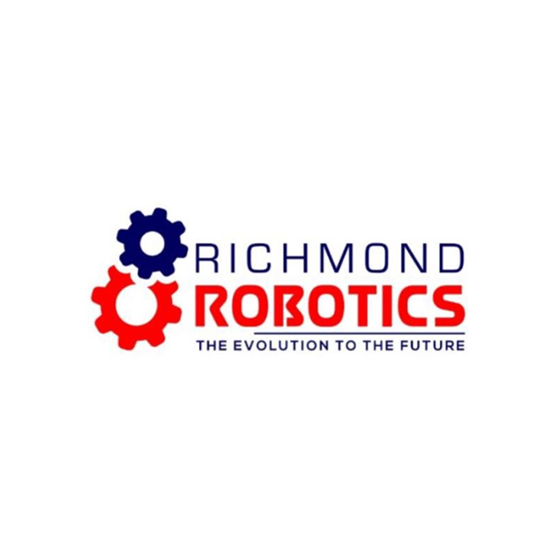 RICHMOND
ROBOTICS
THE EVOLUTION TO THE FUTURE